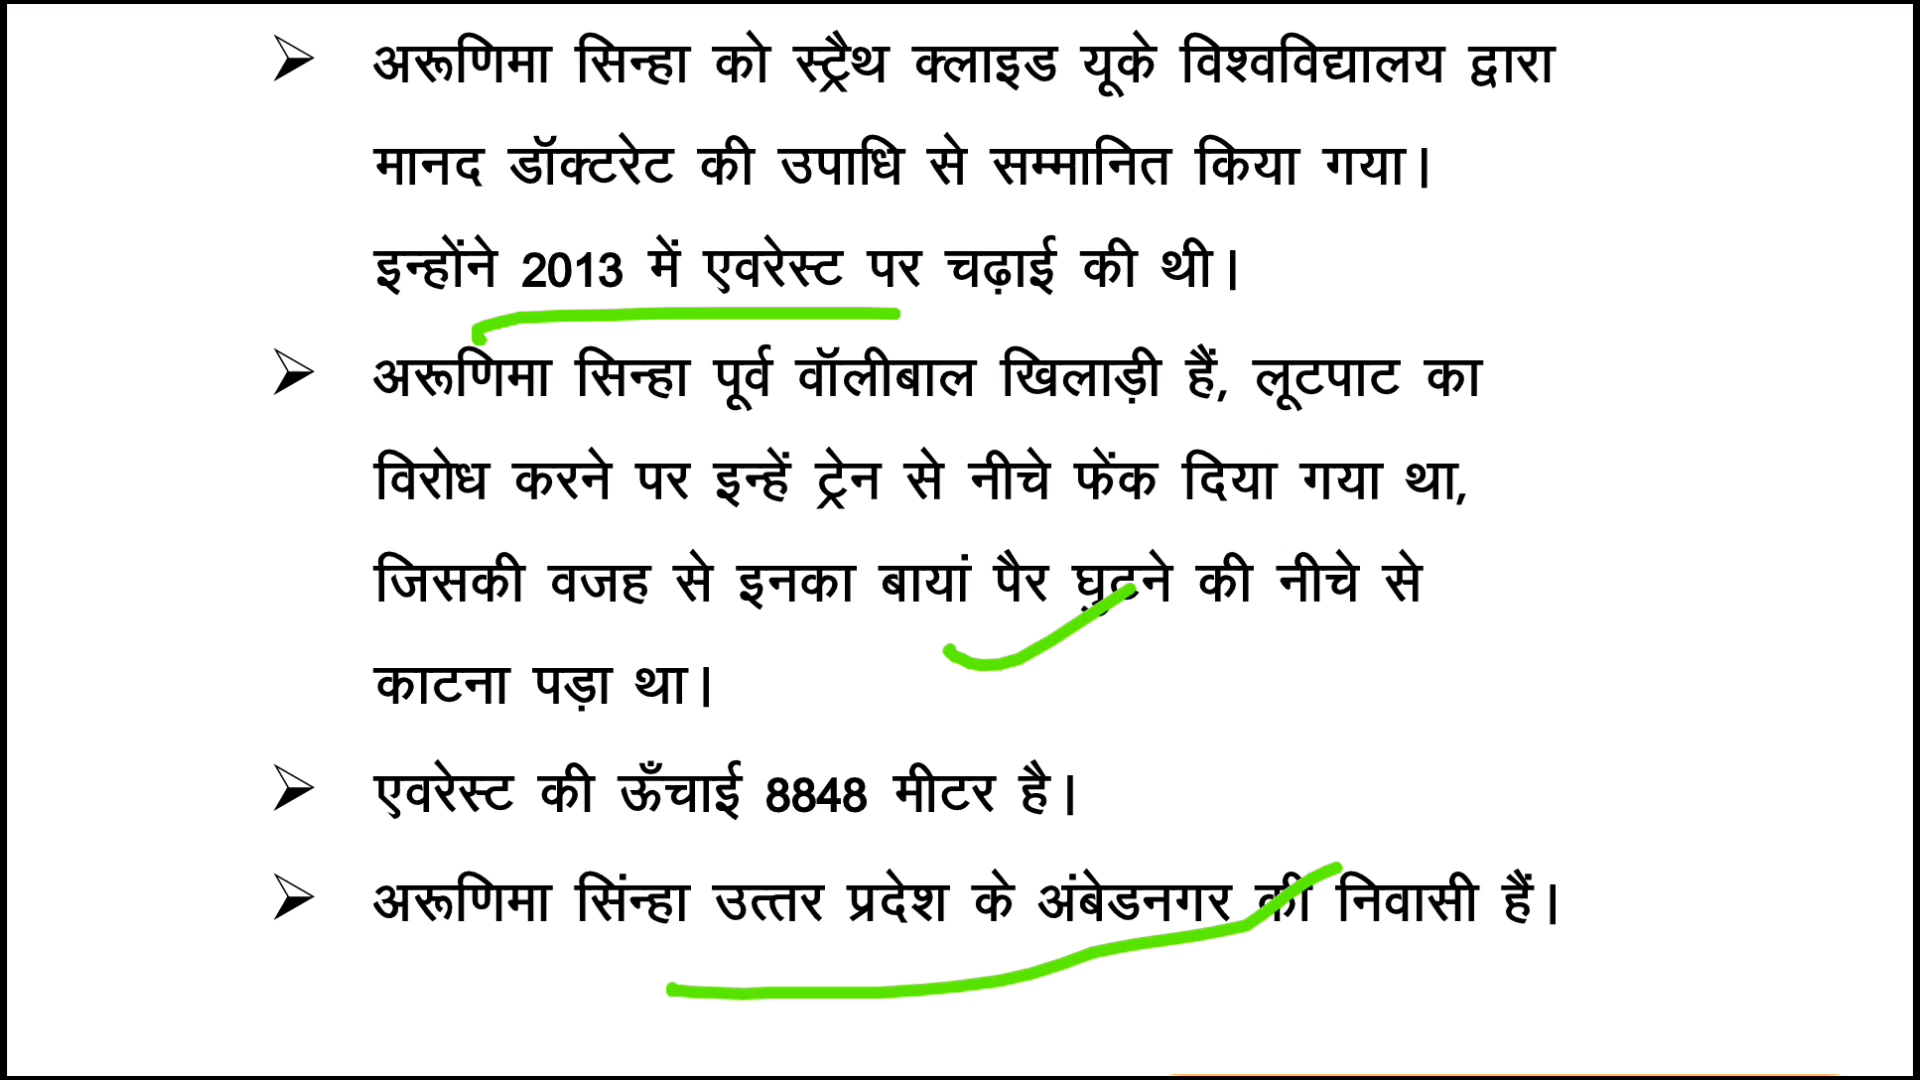 अरूणिमा सिन्हा को स्ट्रैथ क्लाइड यूके विश्वविद्यालय द्वारा
मानद डॉक्टरेट की उपाधि से सम्मानित किया गया।
इन्होंने 2013 में एवरेस्ट पर चढ़ाई की थी।
अरूणिमा सिन्हा पूर्व वॉलीबाल खिलाड़ी हैं, लूटपाट का
विरोध करने पर इन्हें ट्रेन से नीचे फेंक दिया गया था,
जिसकी वजह से इनका बायां पैर घुटने की नीचे से
काटना पड़ा था।
एवरेस्ट की ऊँचाई 8848 मीटर है।
अरूणिमा सिंन्हा उत्तर प्रदेश के अंबेडनगर की निवासी हैं।